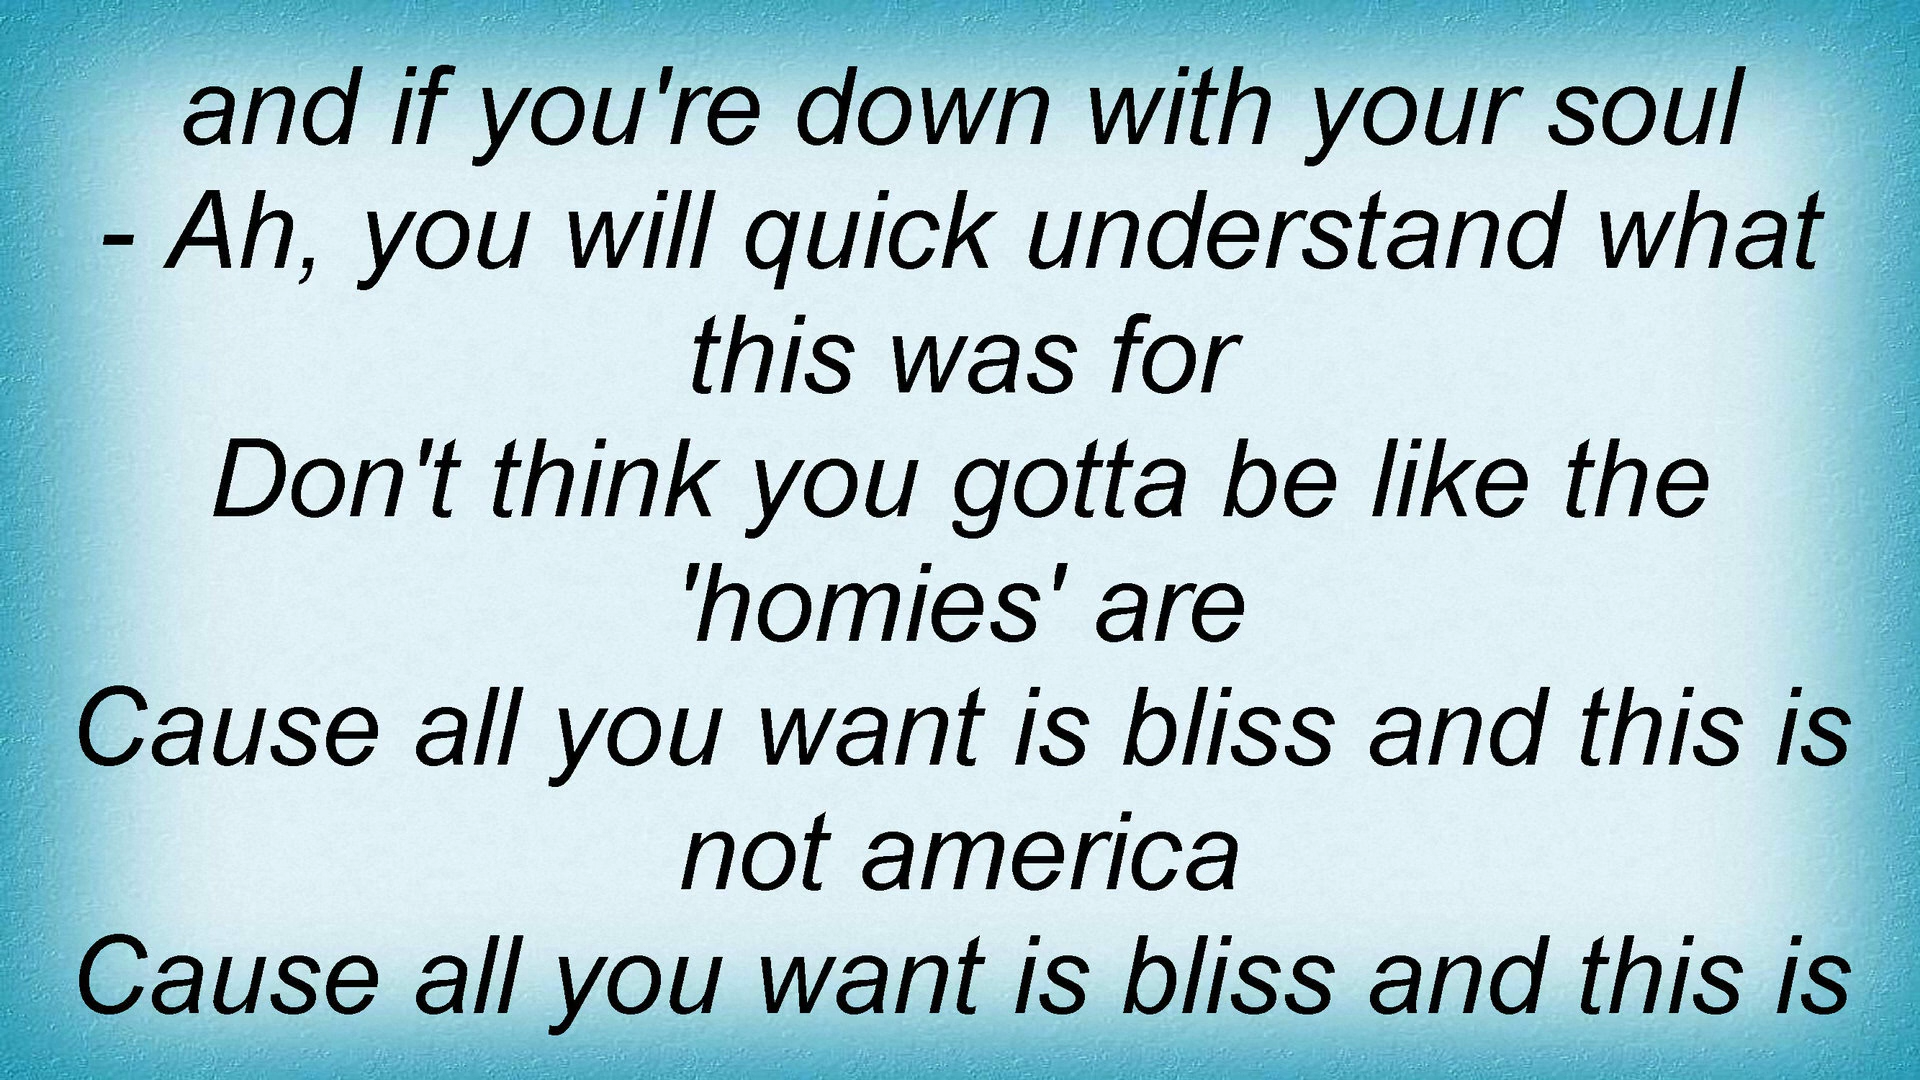 and if you're down with your soul
- Ah, you will quick understand what
this was for
Don't think you gotta be like the
'homies' are
Cause all you want is bliss and this is
not america
Cause all you want is bliss and this is